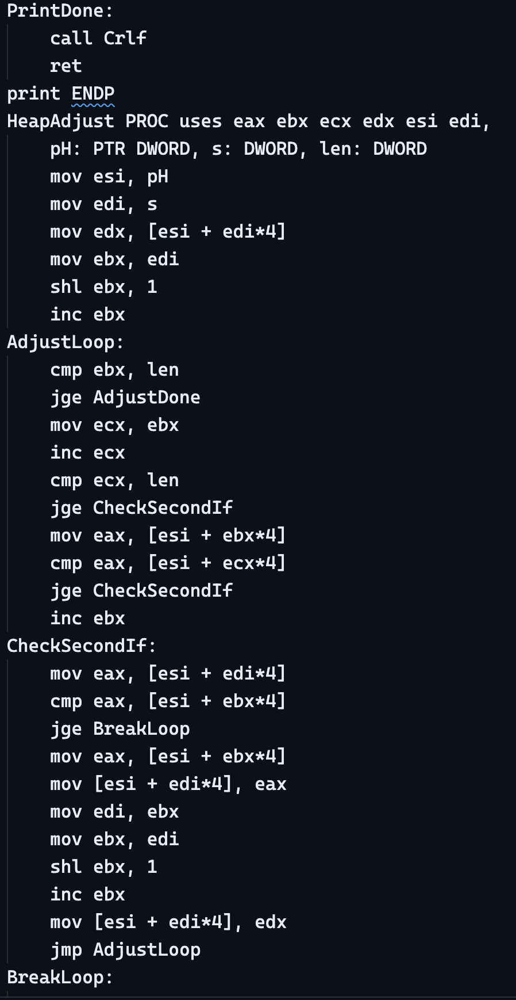 PrintDone:
call Crlf
ret
print ENDP
HeapAdjust PROC uses eax ebx ecx edx esi edi,
pH: PTR DWORD, s: DWORD, len: DWORD
mov esi, pH
mov edi, s
mov edx, [esi + edi*4]
mov ebx, edi
shl ebx, 1
inc ebx
AdjustLoop:
cmp ebx, len
jge AdjustDone
mov ecx, ebx
inc ecx
cmp ecx, len
jge CheckSecondIf
mov eax, [esi + ebx*4]
cmp eax, [esi + ecx*4]
jge CheckSecondIf
inc ebx
CheckSecondIf:
mov eax, [esi + edi*4]
cmp eax, [esi + ebx*4]
jge BreakLoop
mov eax, [esi + ebx*4]
mov [esi + edi*4], eax
mov edi, ebx
mov ebx, edi
shl ebx, 1
inc ebx
mov [esi + edi*4], edx
jmp AdjustLoop
BreakLoop: